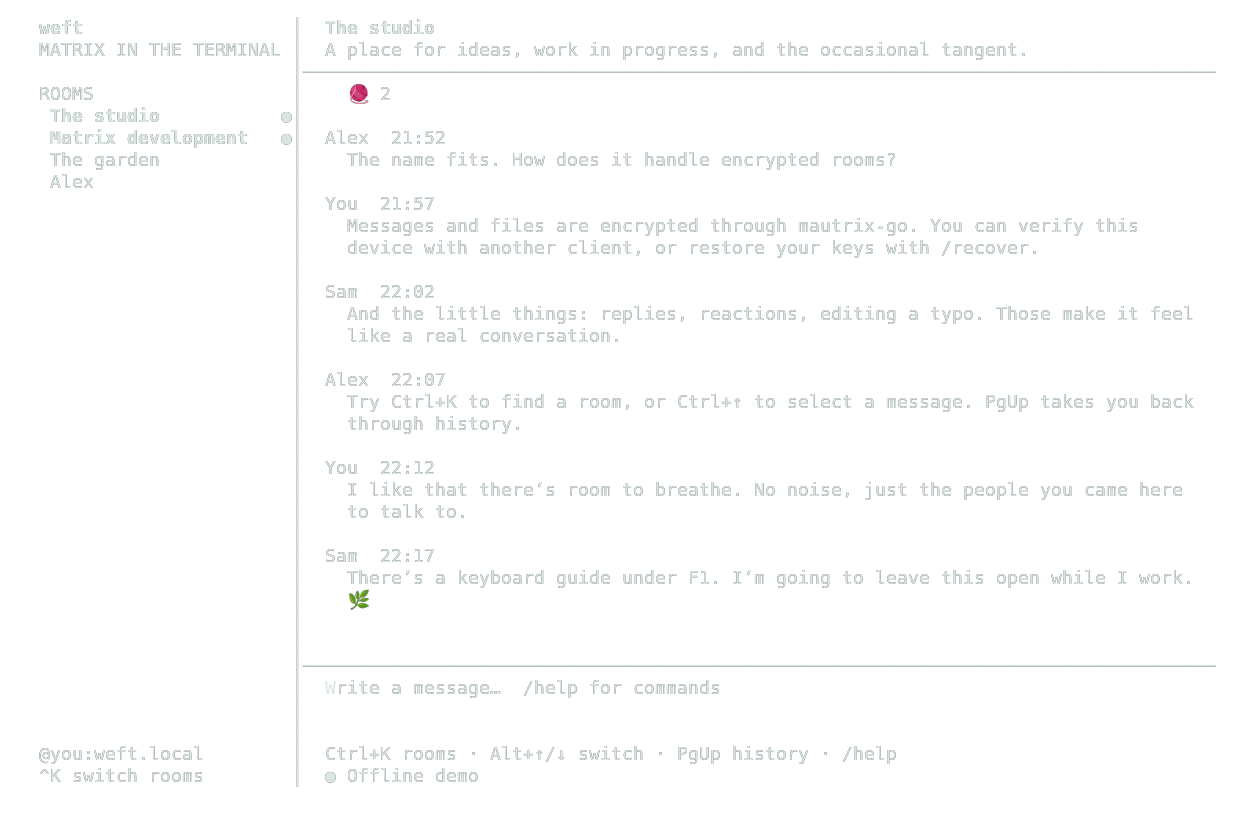 weft
MATRIX IN THE TERMINAL
ROOMS
The studio ●
Matrix development ●
The garden
Alex
@you:weft.local
^K switch rooms
The studio
A place for ideas, work in progress, and the occasional tangent.
🧶 2
Alex  21:52
The name fits. How does it handle encrypted rooms?
You  21:57
Messages and files are encrypted through mautrix-go. You can verify this
device with another client, or restore your keys with /recover.
Sam  22:02
And the little things: replies, reactions, editing a typo. Those make it feel
like a real conversation.
Alex  22:07
Try Ctrl+K to find a room, or Ctrl+↑ to select a message. PgUp takes you back
through history.
You  22:12
I like that there’s room to breathe. No noise, just the people you came here
to talk to.
Sam  22:17
There’s a keyboard guide under F1. I’m going to leave this open while I work.
🌿
Write a message…  /help for commands
Ctrl+K rooms · Alt+↑/↓ switch · PgUp history · /help
● Offline demo